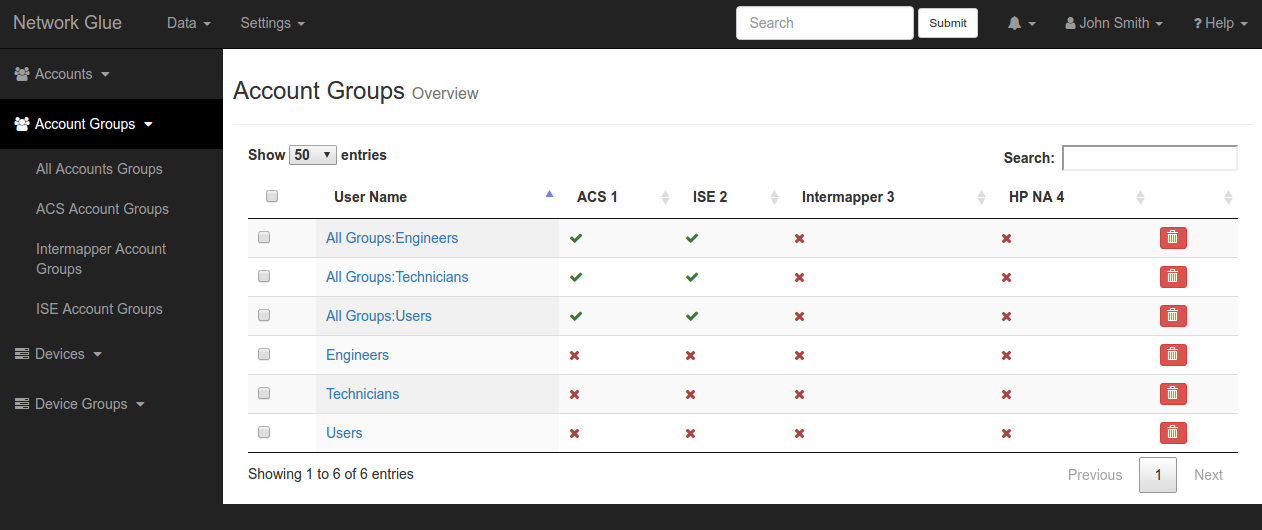 Network Glue Data Settings Search Submit John Smith ? Help
Accounts
Account Groups
All Accounts Groups
ACS Account Groups
Intermapper Account
Groups
ISE Account Groups
Devices
Device Groups
Account Groups Overview
Show 50 entries Search:
User Name ACS 1 ISE 2 Intermapper 3 HP NA 4
All Groups:Engineers
All Groups:Technicians
All Groups:Users
Engineers
Technicians
Users
Showing 1 to 6 of 6 entries Previous 1 Next